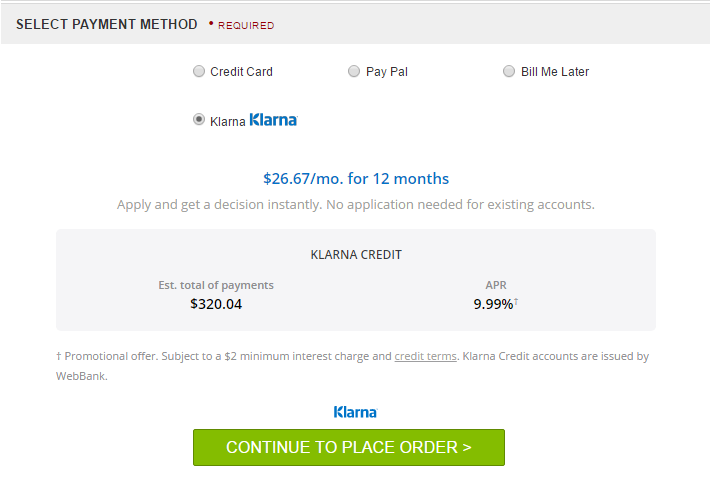 SELECT PAYMENT METHOD • REQUIRED
Credit Card
Pay Pal
Bill Me Later
Klarna Klarna
$26.67/mo. for 12 months
Apply and get a decision instantly. No application needed for existing accounts.
KLARNA CREDIT
Est. total of payments
$320.04
APR
9.99%†
† Promotional offer. Subject to a $2 minimum interest charge and credit terms. Klarna Credit accounts are issued by
WebBank.
Klarna
CONTINUE TO PLACE ORDER >